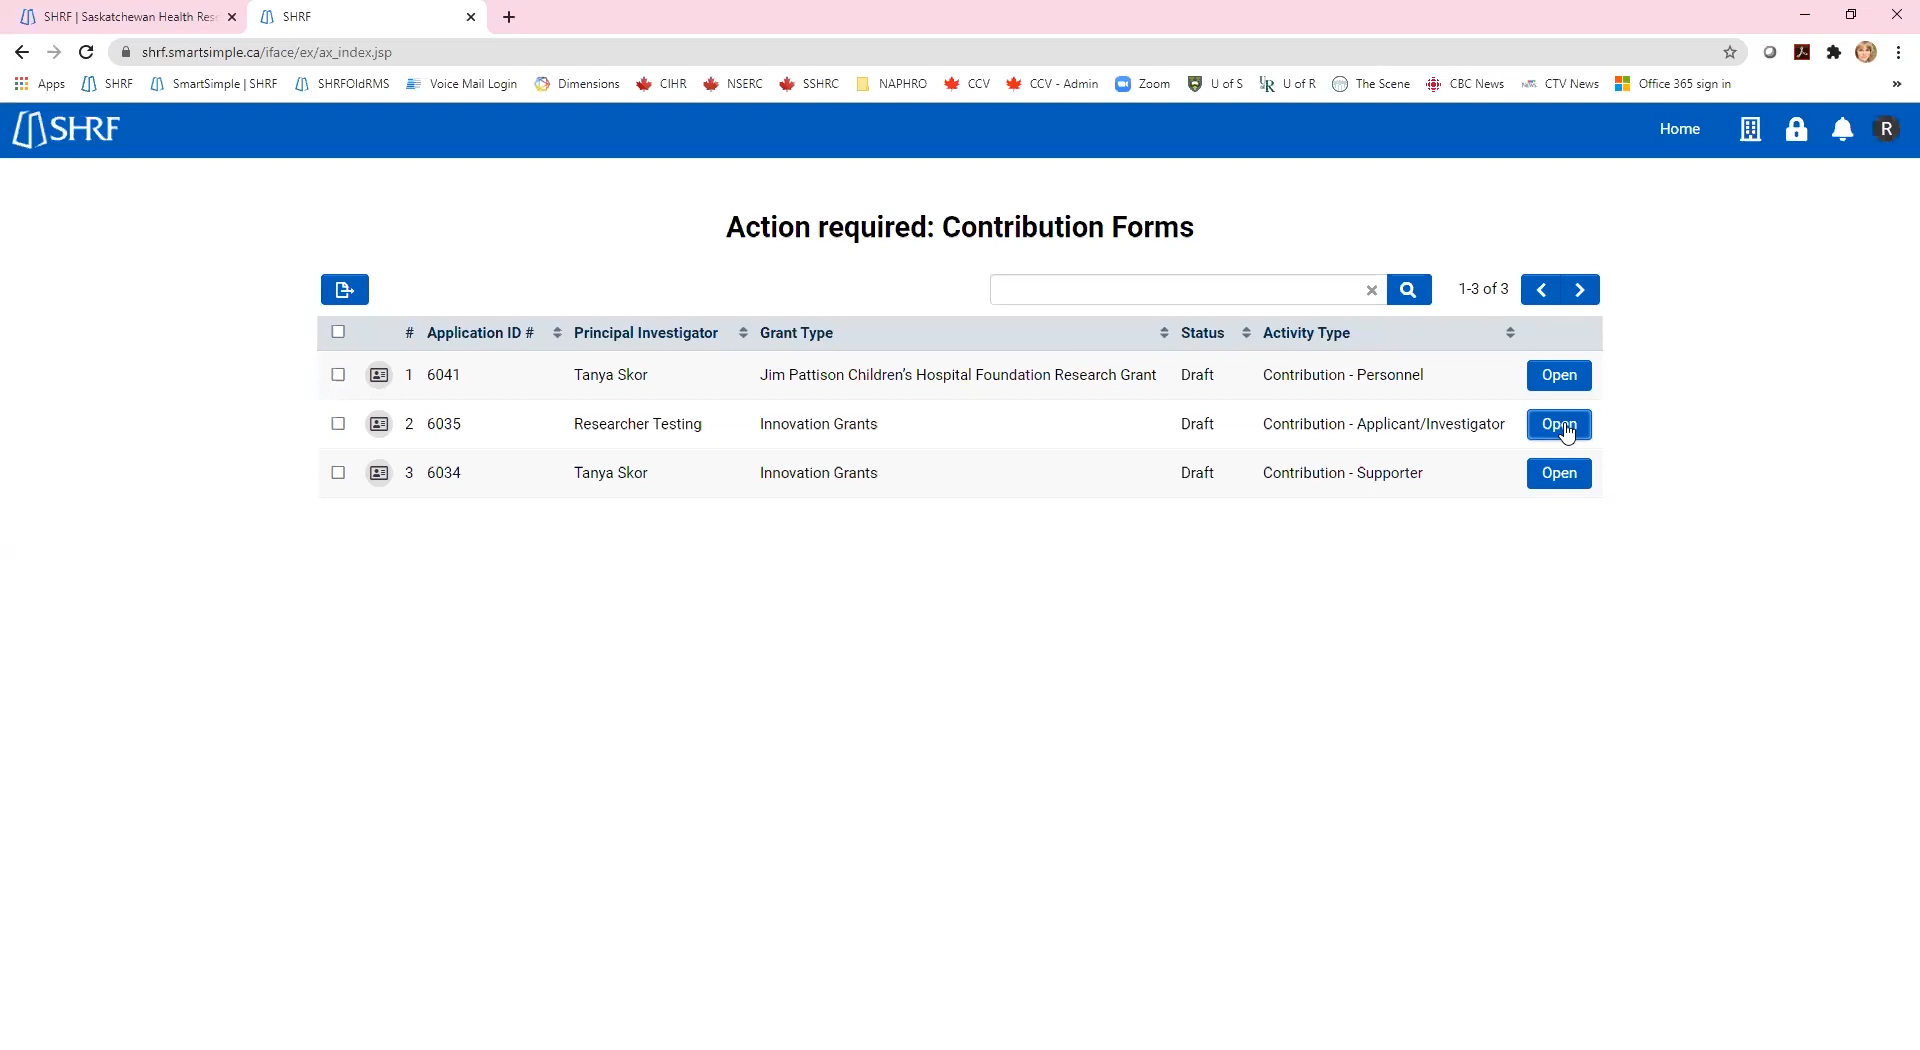 SHRF | Saskatchewan Health Res
SHRF
shrf.smartsimple.ca/iface/ex/ax_index.jsp
Apps SHRF SmartSimple | SHRF SHRFOldRMS Voice Mail Login Dimensions CIHR NSERC SSHRC NAPHRO CCV CCV - Admin Zoom U of S U of R The Scene CBC News CTV News Office 365 sign in »
SHRF Home R
Action required: Contribution Forms
1-3 of 3
# Application ID # Principal Investigator Grant Type Status Activity Type
1 6041 Tanya Skor Jim Pattison Children’s Hospital Foundation Research Grant Draft Contribution - Personnel Open
2 6035 Researcher Testing Innovation Grants Draft Contribution - Applicant/Investigator Open
3 6034 Tanya Skor Innovation Grants Draft Contribution - Supporter Open